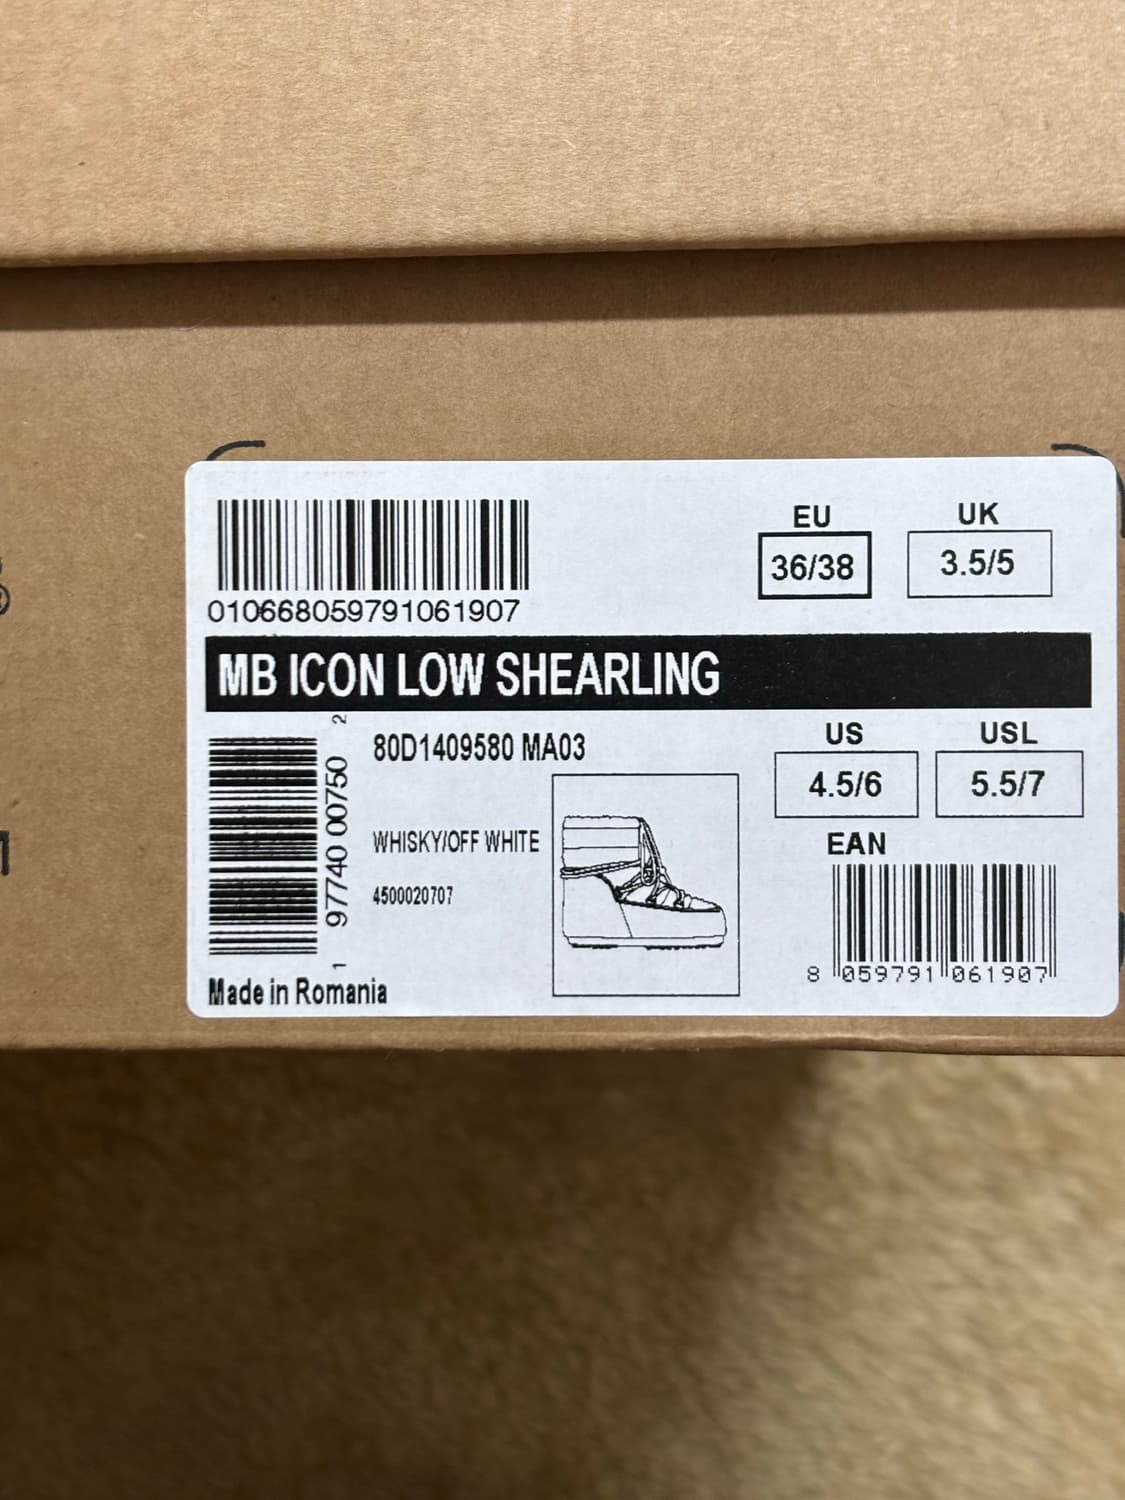 010668059791061907
EU
36/38
UK
3.5/5
MB ICON LOW SHEARLING
1 97740 00750 2
80D1409580 MA03
WHISKY/OFF WHITE
4500020707
Made in Romania
US
4.5/6
USL
5.5/7
EAN
8 059791 061907
®